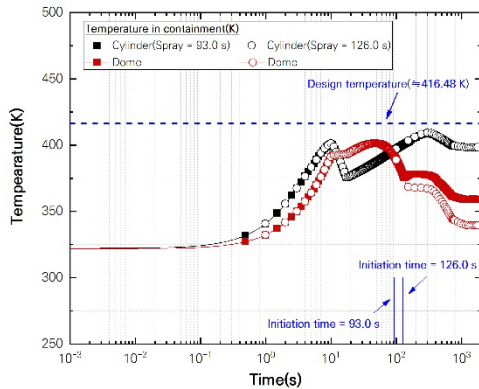 Temperature in containment(K)
Cylinder(Spray = 93.0 s)
Cylinder(Spray = 126.0 s)
Dome
Dome
Design temperature(≒416.48 K)
Initiation time = 126.0 s
Initiation time = 93.0 s
Tempearature(K)
500
450
400
350
300
250
10⁻³
10⁻²
10⁻¹
10⁰
10¹
10²
10³
Time(s)